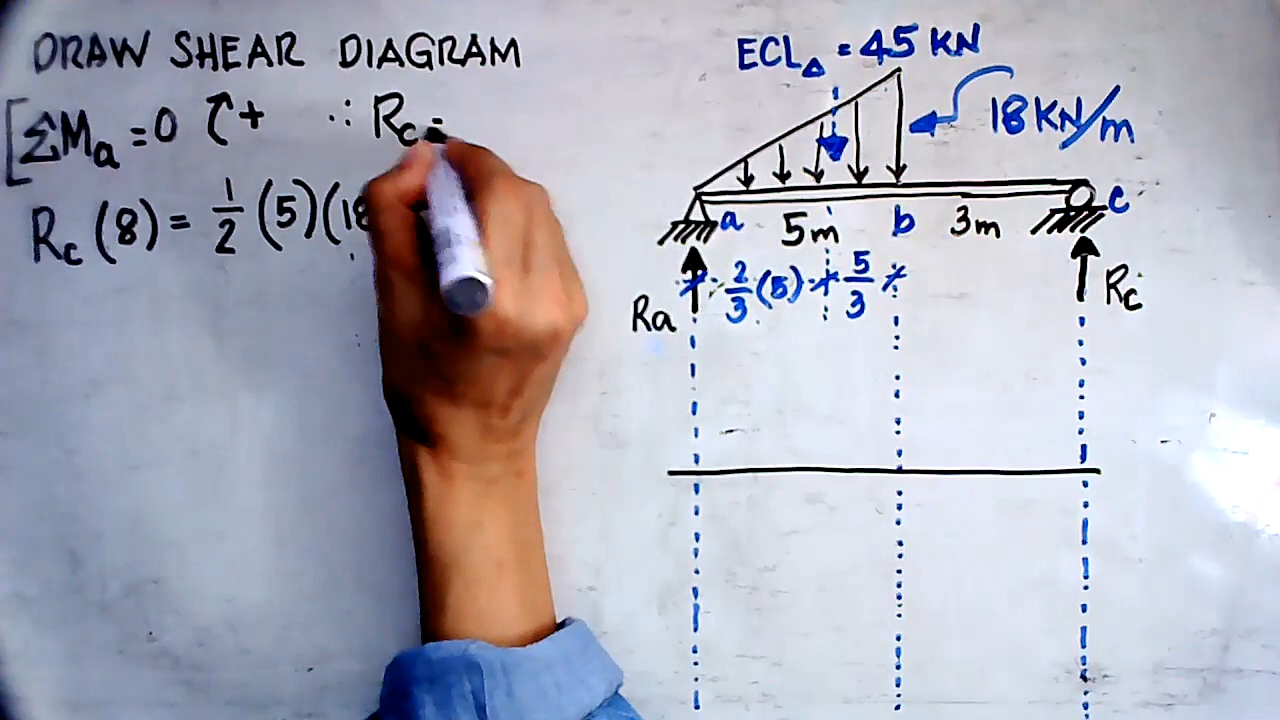 DRAW SHEAR DIAGRAM
[ΣMa = 0 ↻+ ∴ Rc =
Rc (8) = 1/2 (5)(18
ECL△ = 45 KN
18 KN/m
a 5m b 3m c
2/3 (5) 5/3
Ra
Rc